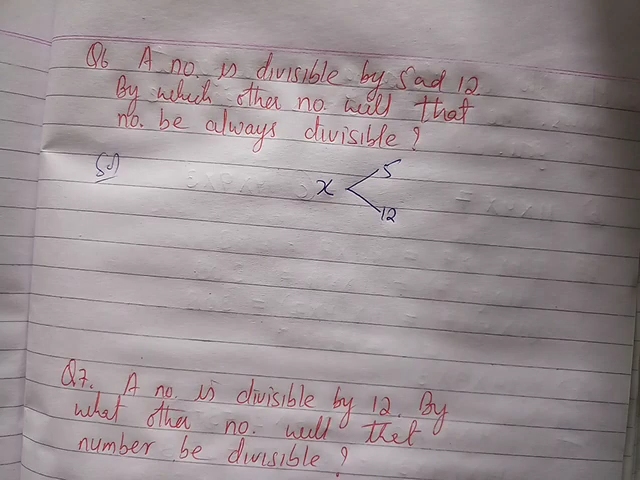 Q6 A no. is divisible by 5 ad 12
By which other no. will that
no. be always divisible?
Sol
x 5
12
Q7. A no. is divisible by 12. By
what other no. will that
number be divisible?